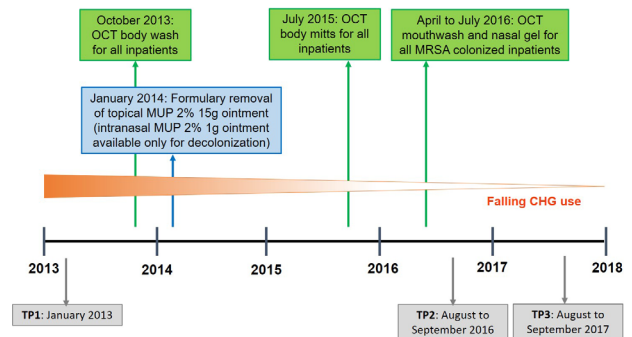 October 2013:
OCT body wash
for all inpatients
July 2015: OCT
body mitts for all
inpatients
April to July 2016: OCT
mouthwash and nasal gel for
all MRSA colonized inpatients
January 2014: Formulary removal
of topical MUP 2% 15g ointment
(intranasal MUP 2% 1g ointment
available only for decolonization)
Falling CHG use
2013
2014
2015
2016
2017
2018
TP1: January 2013
TP2: August to
September 2016
TP3: August to
September 2017